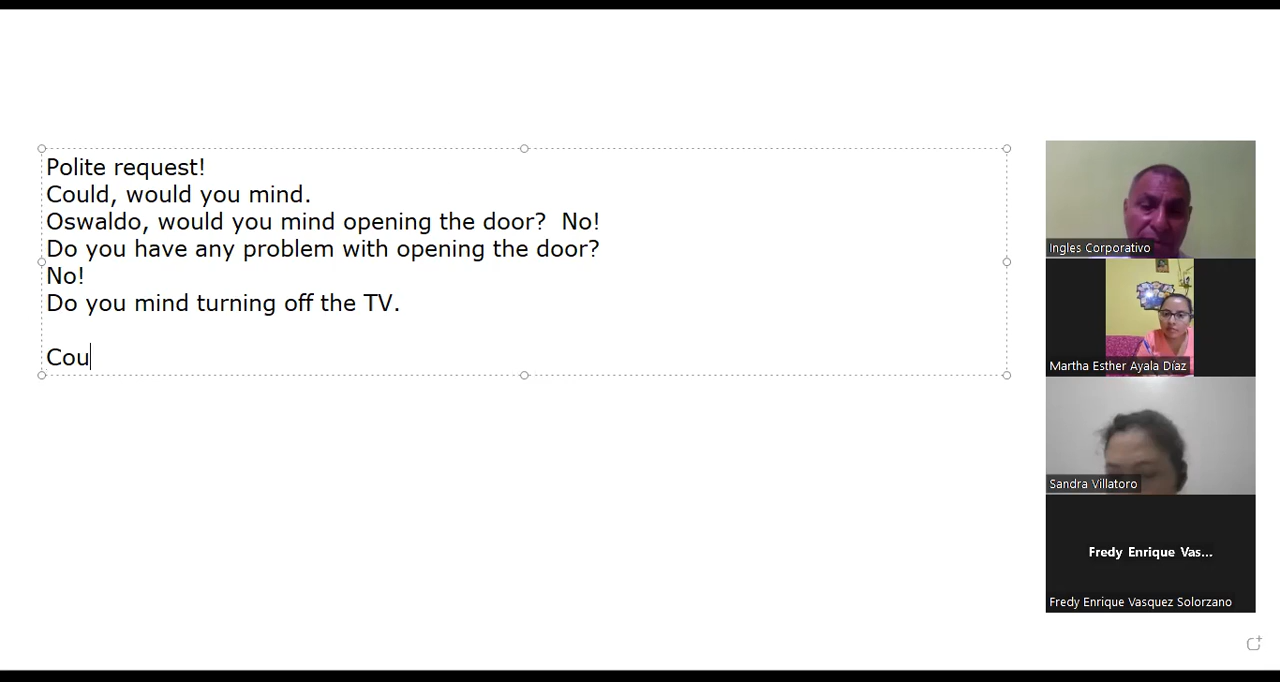 Polite request!
Could, would you mind.
Oswaldo, would you mind opening the door?  No!
Do you have any problem with opening the door?
No!
Do you mind turning off the TV.
Cou
Ingles Corporativo
Martha Esther Ayala Díaz
Sandra Villatoro
Fredy Enrique Vas...
Fredy Enrique Vasquez Solorzano